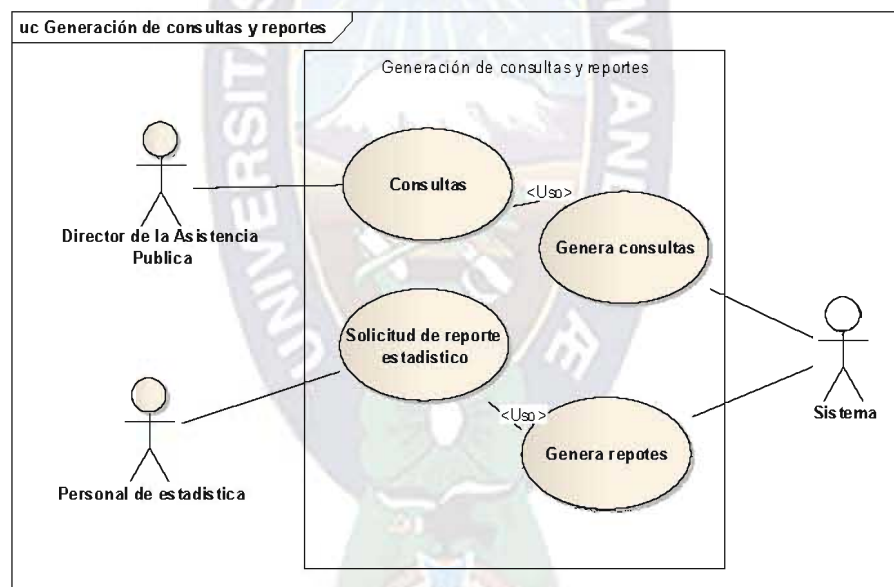 uc Generación de consultas y reportes
Generación de consultas y reportes
Consultas
<Uso>
Director de la Asistencia
Publica
Genera consultas
Solicitud de reporte
estadistico
<Uso>
Sistema
Genera repotes
Personal de estadistica
UNIVERSITAS